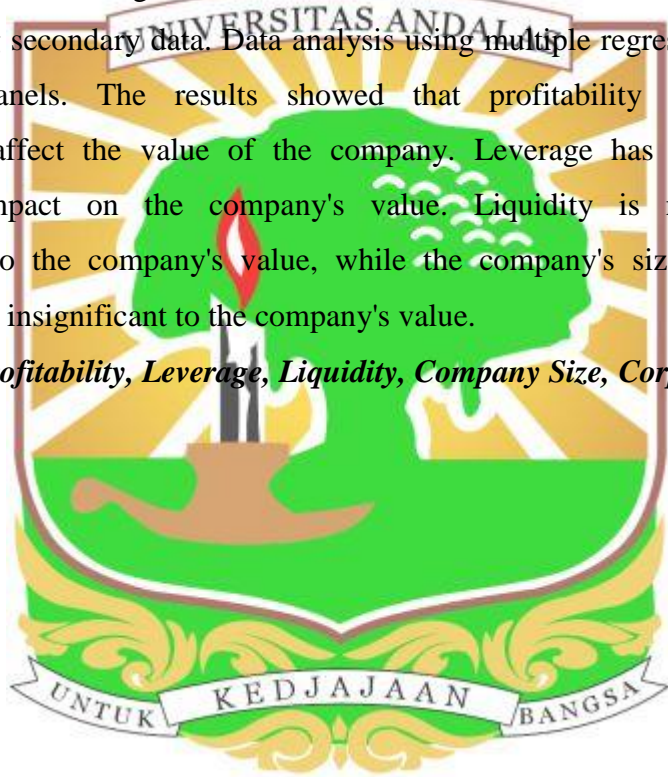 UNIVERSITAS ANDALAS
secondary data. Data analysis using multiple regres
anels. The results showed that profitability
affect the value of the company. Leverage has
mpact on the company's value. Liquidity is
o the company's value, while the company's siz
insignificant to the company's value.
ofitability, Leverage, Liquidity, Company Size, Corp
UNTUK KEDJAJAAN BANGSA